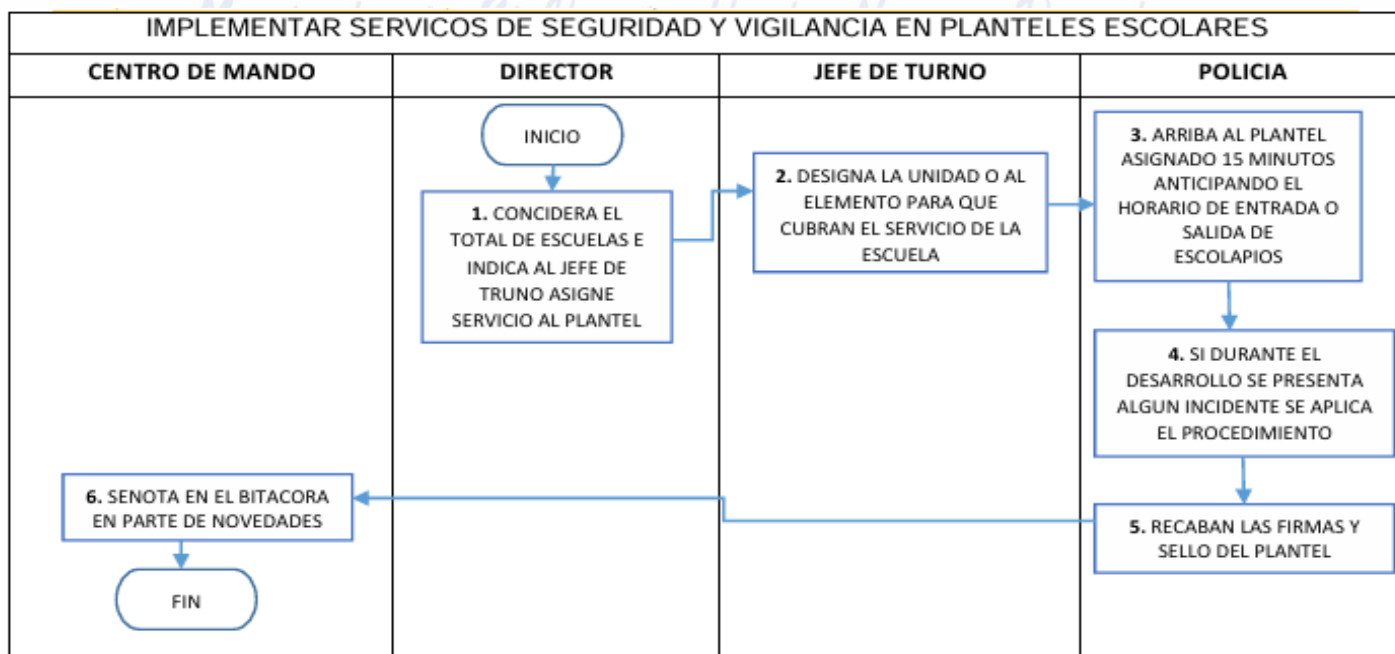 IMPLEMENTAR SERVICOS DE SEGURIDAD Y VIGILANCIA EN PLANTELES ESCOLARES
CENTRO DE MANDO
DIRECTOR
JEFE DE TURNO
POLICIA
INICIO
1. CONCIDERA EL
TOTAL DE ESCUELAS E
INDICA AL JEFE DE
TRUNO ASIGNE
SERVICIO AL PLANTEL
2. DESIGNA LA UNIDAD O AL
ELEMENTO PARA QUE
CUBRAN EL SERVICIO DE LA
ESCUELA
3. ARRIBA AL PLANTEL
ASIGNADO 15 MINUTOS
ANTICIPANDO EL
HORARIO DE ENTRADA O
SALIDA DE
ESCOLAPIOS
4. SI DURANTE EL
DESARROLLO SE PRESENTA
ALGUN INCIDENTE SE APLICA
EL PROCEDIMIENTO
5. RECABAN LAS FIRMAS Y
SELLO DEL PLANTEL
6. SENOTA EN EL BITACORA
EN PARTE DE NOVEDADES
FIN